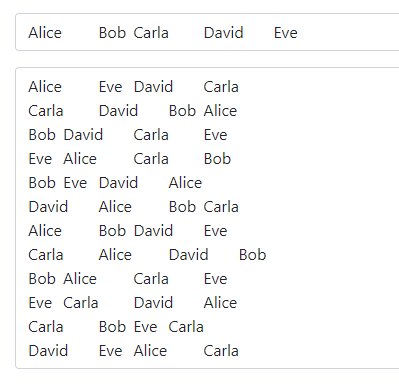 Alice Bob Carla David Eve
Alice Eve David Carla
Carla David Bob Alice
Bob David Carla Eve
Eve Alice Carla Bob
Bob Eve David Alice
David Alice Bob Carla
Alice Bob David Eve
Carla Alice David Bob
Bob Alice Carla Eve
Eve Carla David Alice
Carla Bob Eve Carla
David Eve Alice Carla